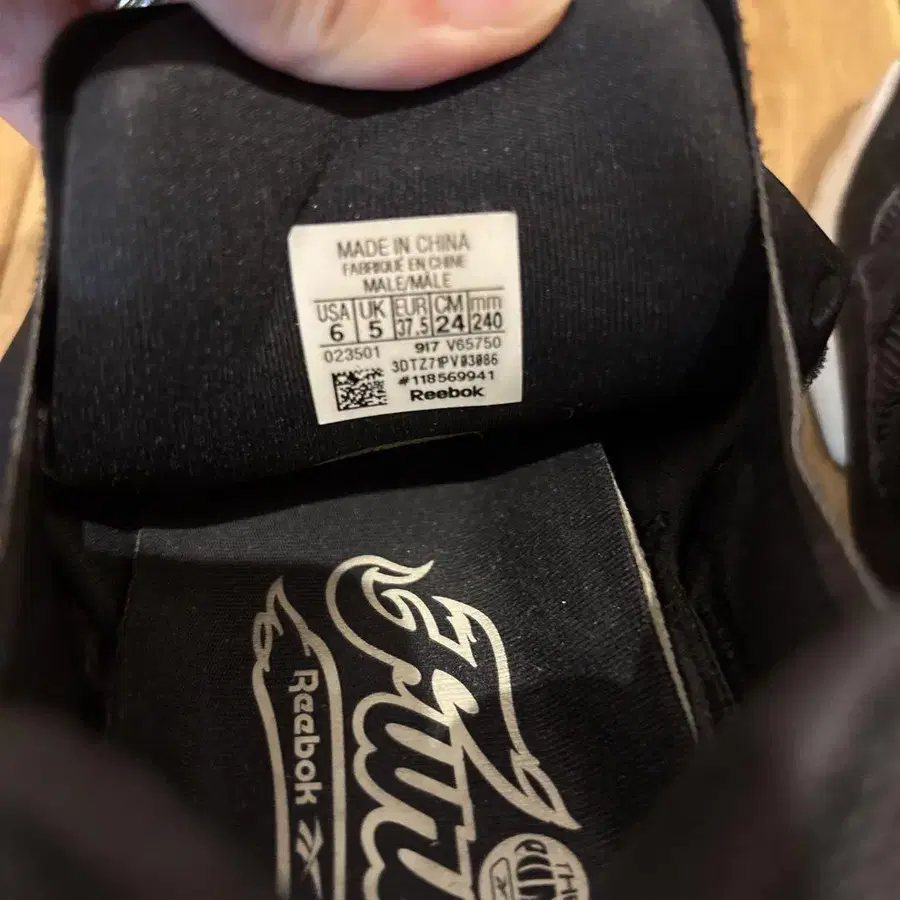 MADE IN CHINA
FABRIQUÉ EN CHINE
MALE/MÂLE
USA UK EUR CM mm
6 5 37.5 24 240
023501 917 V65750
3DTZ71PV03086
#118569941
Reebok
Reebok
THE